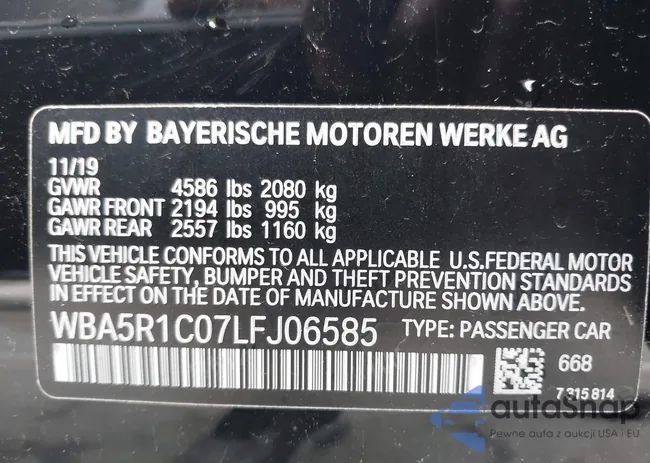 MFD BY BAYERISCHE MOTOREN WERKE AG
11/19
GVWR 4586 lbs 2080 kg
GAWR FRONT 2194 lbs 995 kg
GAWR REAR 2557 lbs 1160 kg
THIS VEHICLE CONFORMS TO ALL APPLICABLE U.S.FEDERAL MOTOR
VEHICLE SAFETY, BUMPER AND THEFT PREVENTION STANDARDS
IN EFFECT ON THE DATE OF MANUFACTURE SHOWN ABOVE.
WBA5R1C07LFJ06585 TYPE: PASSENGER CAR
668
7 315 814
autoSnap
Pewne auta z aukcji USA · EU